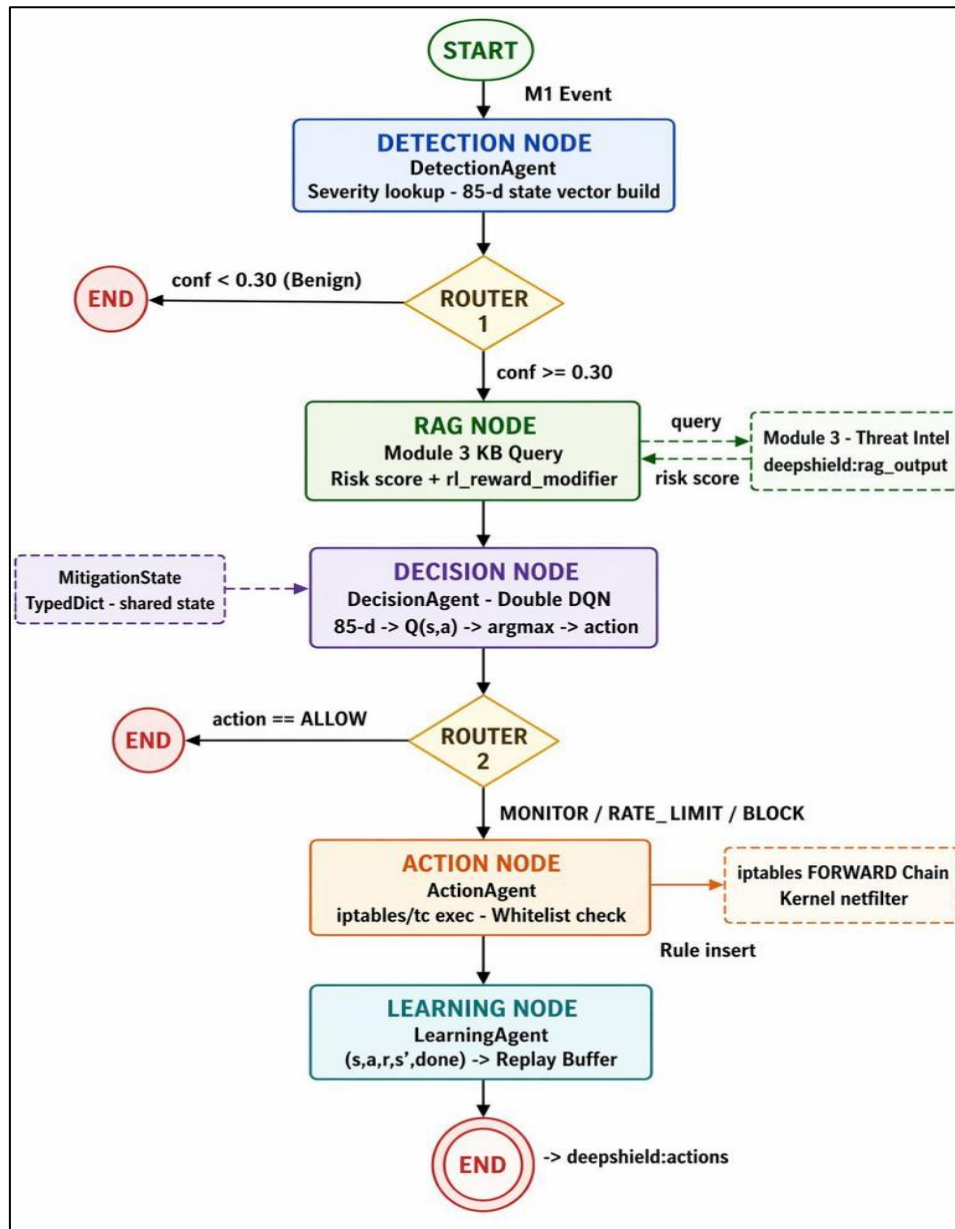 START
M1 Event
DETECTION NODE
DetectionAgent
Severity lookup - 85-d state vector build
conf < 0.30 (Benign)
END
ROUTER
1
conf >= 0.30
RAG NODE
Module 3 KB Query
Risk score + rl_reward_modifier
query
risk score
Module 3 - Threat Intel
deepshield:rag_output
MitigationState
TypedDict - shared state
DECISION NODE
DecisionAgent - Double DQN
85-d -> Q(s,a) -> argmax -> action
action == ALLOW
END
ROUTER
2
MONITOR / RATE_LIMIT / BLOCK
ACTION NODE
ActionAgent
iptables/tc exec - Whitelist check
iptables FORWARD Chain
Kernel netfilter
Rule insert
LEARNING NODE
LearningAgent
(s,a,r,s',done) -> Replay Buffer
END
-> deepshield:actions